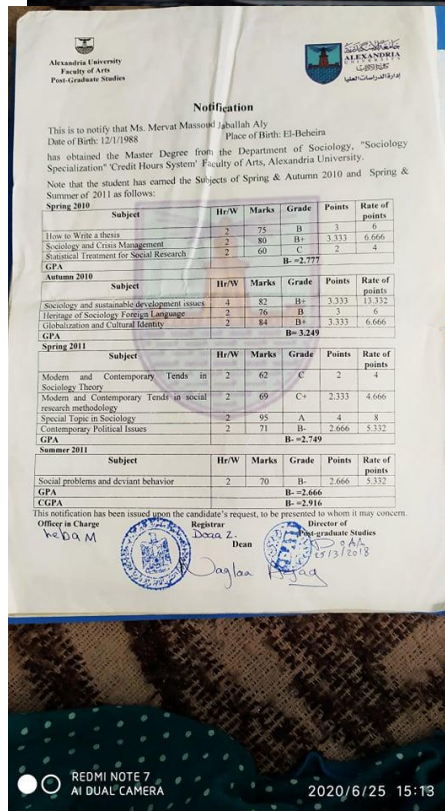 Alexandria University
Faculty of Arts
Post-Graduate Studies
جامعة الإسكندرية
ALEXANDRIA
UNIVERSITY
إدارة الدراسات العليا
Notification
This is to notify that Ms. Mervat Massoud Jaballah Aly
Date of Birth: 12/1/1988 Place of Birth: El-Beheira
has obtained the Master Degree from the Department of Sociology, "Sociology
Specialization" 'Credit Hours System' Faculty of Arts, Alexandria University.
Note that the student has earned the Subjects of Spring & Autumn 2010 and Spring &
Summer of 2011 as follows:
Spring 2010
Subject Hr/W Marks Grade Points Rate of
points
How to Write a thesis 2 75 B 3 6
Sociology and Crisis Management 2 80 B+ 3.333 6.666
Statistical Treatment for Social Research 2 60 C 2 4
GPA B- =2.777
Autumn 2010
Subject Hr/W Marks Grade Points Rate of
points
Sociology and sustainable development issues 4 82 B+ 3.333 13.332
Heritage of Sociology Foreign Language 2 76 B 3 6
Globalization and Cultural Identity 2 84 B+ 3.333 6.666
GPA B= 3.249
Spring 2011
Subject Hr/W Marks Grade Points Rate of
points
Modern and Contemporary Tends in 2 62 C 2 4
Sociology Theory
Modern and Contemporary Tends in social 2 69 C+ 2.333 4.666
research methodology
Special Topic in Sociology 2 95 A 4 8
Contemporary Political Issues 2 71 B- 2.666 5.332
GPA B- =2.749
Summer 2011
Subject Hr/W Marks Grade Points Rate of
points
Social problems and deviant behavior 2 70 B- 2.666 5.332
GPA B- =2.666
CGPA B- =2.916
This notification has been issued upon the candidate's request, to be presented to whom it may concern.
Officer in Charge Registrar Director of
heba M Doaa Z. Post-graduate Studies
Dean DoAA
25/3/2018
Naglaa
REDMI NOTE 7
AI DUAL CAMERA 2020/6/25 15:13